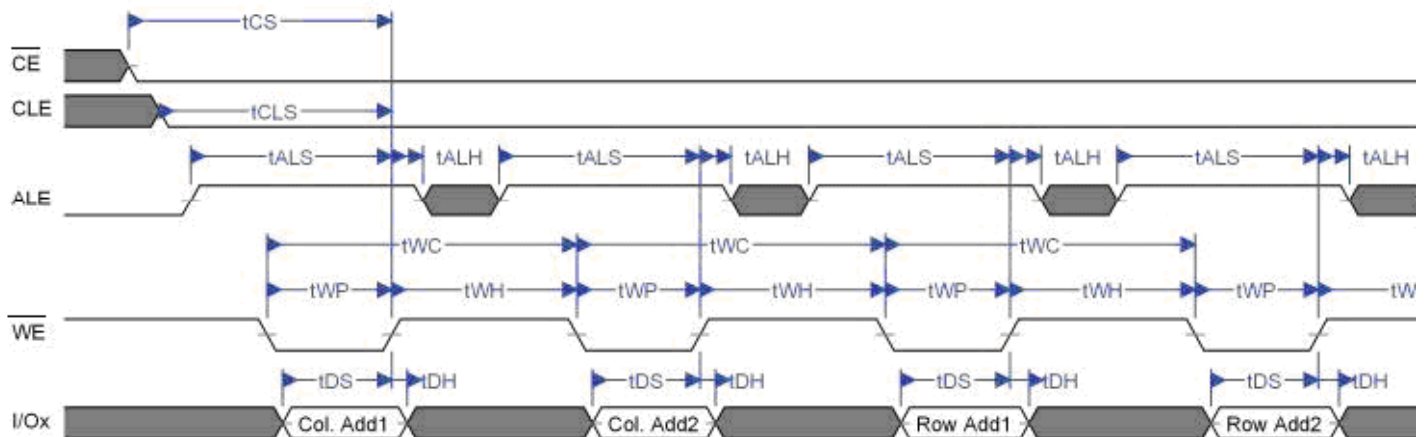 tCS
CE
CLE
tCLS
tALS tALH tALS tALH tALS tALH tALS tALH
ALE
tWC tWC tWC
tWP tWH tWP tWH tWP tWH tWP tW
WE
tDS tDH tDS tDH tDS tDH tDS tDH
I/Ox Col. Add1 Col. Add2 Row Add1 Row Add2